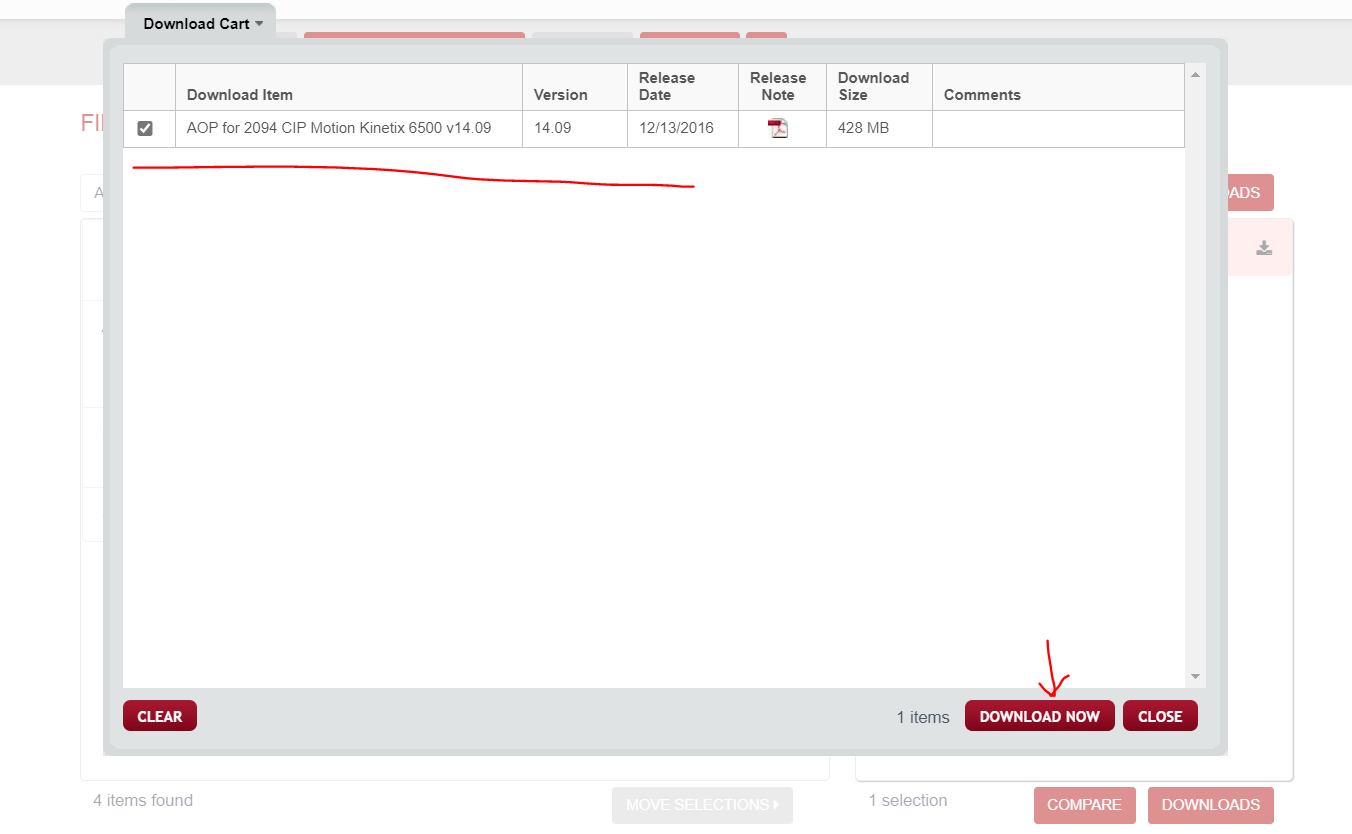 Download Cart
Download Item
Version
Release Date
Release Note
Download Size
Comments
AOP for 2094 CIP Motion Kinetix 6500 v14.09
14.09
12/13/2016
428 MB
CLEAR
1 items
DOWNLOAD NOW
CLOSE
4 items found
MOVE SELECTIONS
1 selection
COMPARE
DOWNLOADS